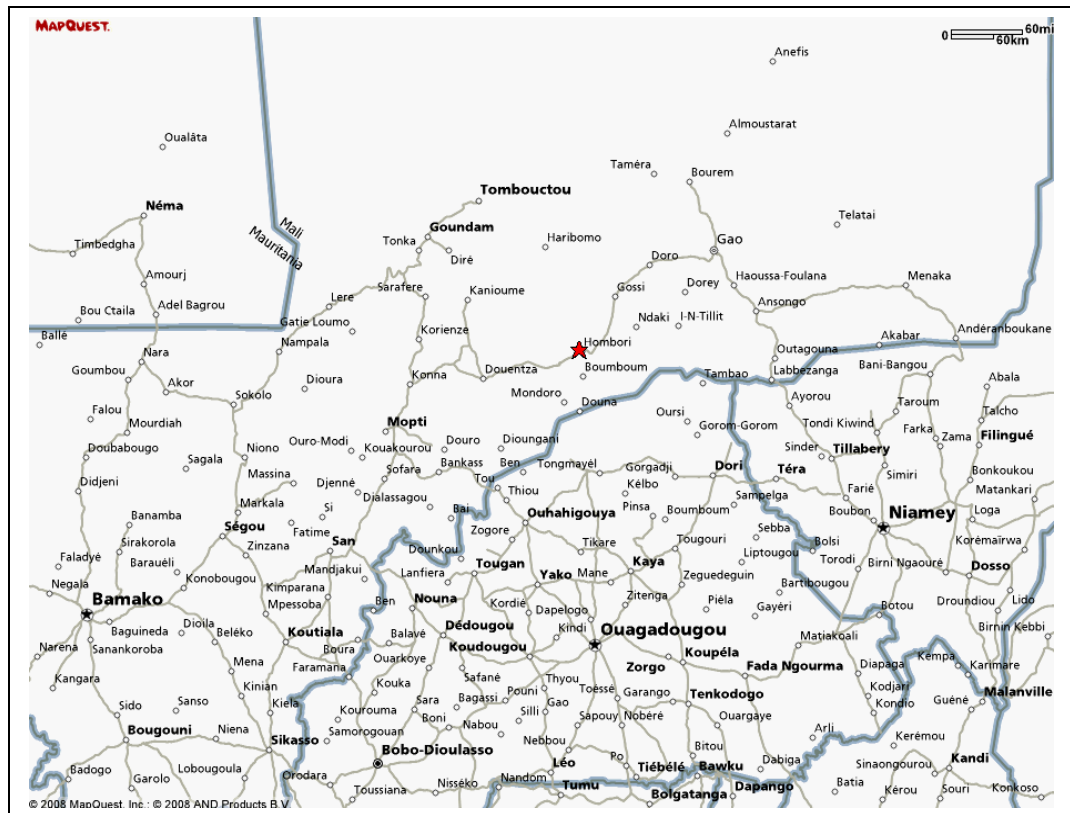 MAPQUEST.
0 60mi
60km
Anefis
Almoustarat
Oualâta
Taméra
Bourem
Tombouctou
Néma
Telatai
Goundam
Mali
Mauritania
Tonka
Haribomo
Gao
Timbedgha
Diré
Doro
Amourj
Haoussa-Foulana
Menaka
Sarafere
Kanioume
Dorey
Gossi
Lere
Adel Bagrou
Ansongo
Bou Ctaila
Gatie Loumo
Korienze
Ndaki
I-N-Tillit
Ballé
Nampala
Hombori
Akabar
Andéranboukane
Nara
Outagouna
Goumbou
Douentza
Boumboum
Bani-Bangou
Akor
Dioura
Konna
Tambao
Labbezanga
Abala
Sokolo
Mondoro
Douna
Ayorou
Falou
Mourdiah
Mopti
Oursi
Taroum
Talcho
Gorom-Gorom
Tondi Kiwind
Farka
Zama
Filingué
Doubabougo
Niono
Ouro-Modi
Kouakourou
Douro
Dioungani
Sinder
Tillabery
Sagala
Massina
Sofara
Bankass
Ben
Tongmayél
Gorgadji
Dori
Téra
Simiri
Bonkoukou
Didjeni
Djenné
Tou
Kélbo
Matankari
Dialassagou
Thiou
Sampelga
Farié
Markala
Si
Bai
Pinsa
Boumboum
Boubon
Niamey
Loga
Banamba
Ségou
Fatime
Ouhahigouya
Sebba
Sirakorola
Zogore
Tougouri
Bolsi
Korémaïrwa
Zinzana
San
Dounkou
Tikare
Liptougou
Torodi
Faladyé
Barauéli
Mandjakui
Tougan
Kaya
Birni Ngaouré
Dosso
Negala
Konobougou
Kimparana
Lanfiera
Yako
Mane
Zeguedeguin
Bartibougou
Bamako
Mpessoba
Ben
Nouna
Kordié
Zitenga
Piéla
Gayéri
Botou
Droundiou
Lido
Dapelogo
Baguineda
Dioila
Beléko
Koutiala
Balavé
Dédougou
Kindi
Ouagadougou
Birnin Kebbi
Narena
Sanankoroba
Boura
Koudougou
Koupéla
Matiakoali
Mena
Faramana
Ouarkoye
Zorgo
Fada Ngourma
Diapaga
Kempa
Karimare
Kangara
Kinian
Kouka
Safané
Thyou
Toèssé
Garango
Tenkodogo
Kodjari
Guéné
Malanville
Sido
Sanso
Kiela
Sara
Bagassi
Pouni
Gao
Kondio
Kourouma
Silli
Sapouy
Nobéré
Ouargaye
Bougouni
Niena
Boni
Nabou
Arli
Sikasso
Samorogouan
Nebbou
Kerémou
Bobo-Dioulasso
Po
Bitou
Kandi
Badogo
Garolo
Lobougoula
Orodara
Léo
Tiébélé
Bawku
Dabiga
Sinaongourou
Nisséko
Nandom
Tumu
Dapango
Batia
Toussiana
Bolgatanga
Kérou
Souri
Konkoso
© 2008 MapQuest, Inc.; © 2008 AND Products B.V.